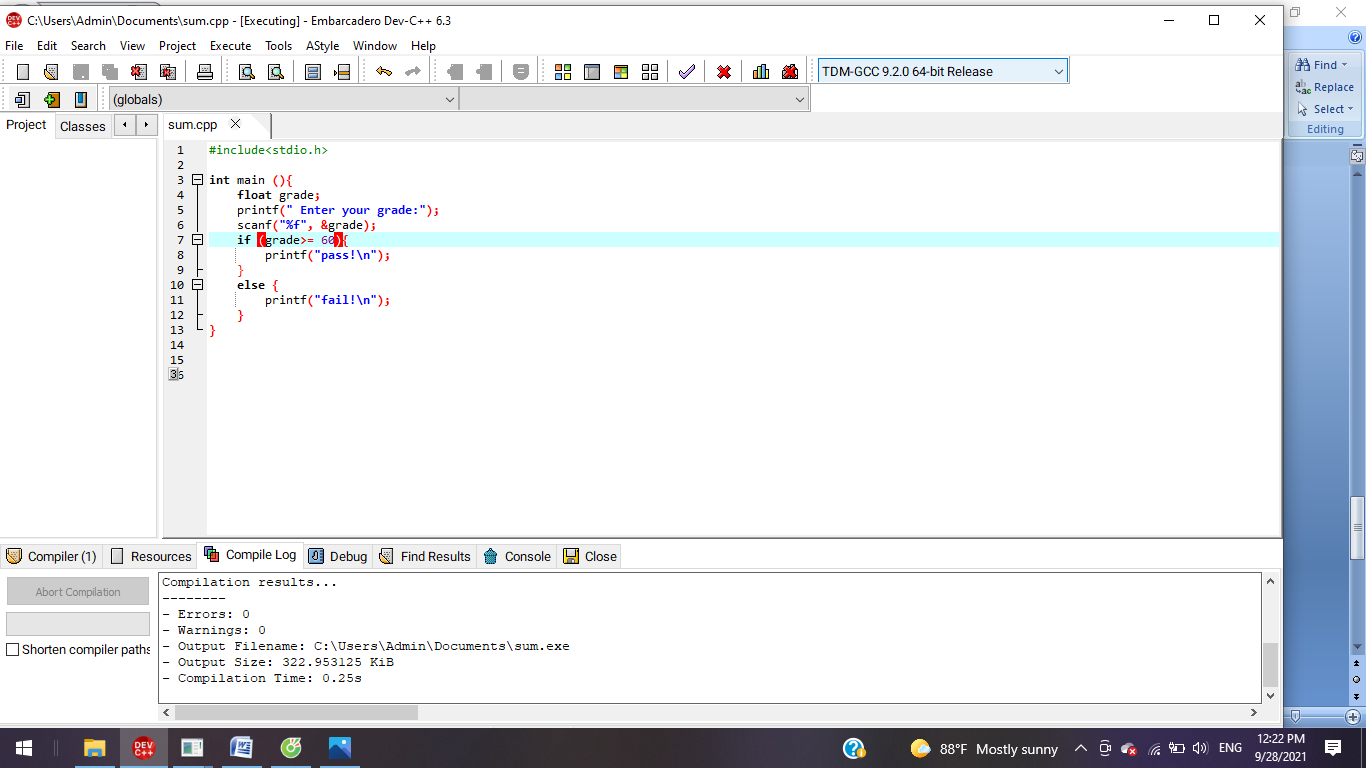 C:\Users\Admin\Documents\sum.cpp - [Executing] - Embarcadero Dev-C++ 6.3
File Edit Search View Project Execute Tools AStyle Window Help
TDM-GCC 9.2.0 64-bit Release
Find
Replace
Select
Editing
(globals)
Project Classes
sum.cpp
1 #include<stdio.h>
2
3 int main (){
4 float grade;
5 printf(" Enter your grade:");
6 scanf("%f", &grade);
7 if (grade>= 60){
8 printf("pass!\n");
9 }
10 else {
11 printf("fail!\n");
12 }
13 }
14
15
36
Compiler (1) Resources Compile Log Debug Find Results Console Close
Abort Compilation
Shorten compiler paths
Compilation results...
--------
- Errors: 0
- Warnings: 0
- Output Filename: C:\Users\Admin\Documents\sum.exe
- Output Size: 322.953125 KiB
- Compilation Time: 0.25s
DEV C++
88°F Mostly sunny
ENG
12:22 PM
9/28/2021